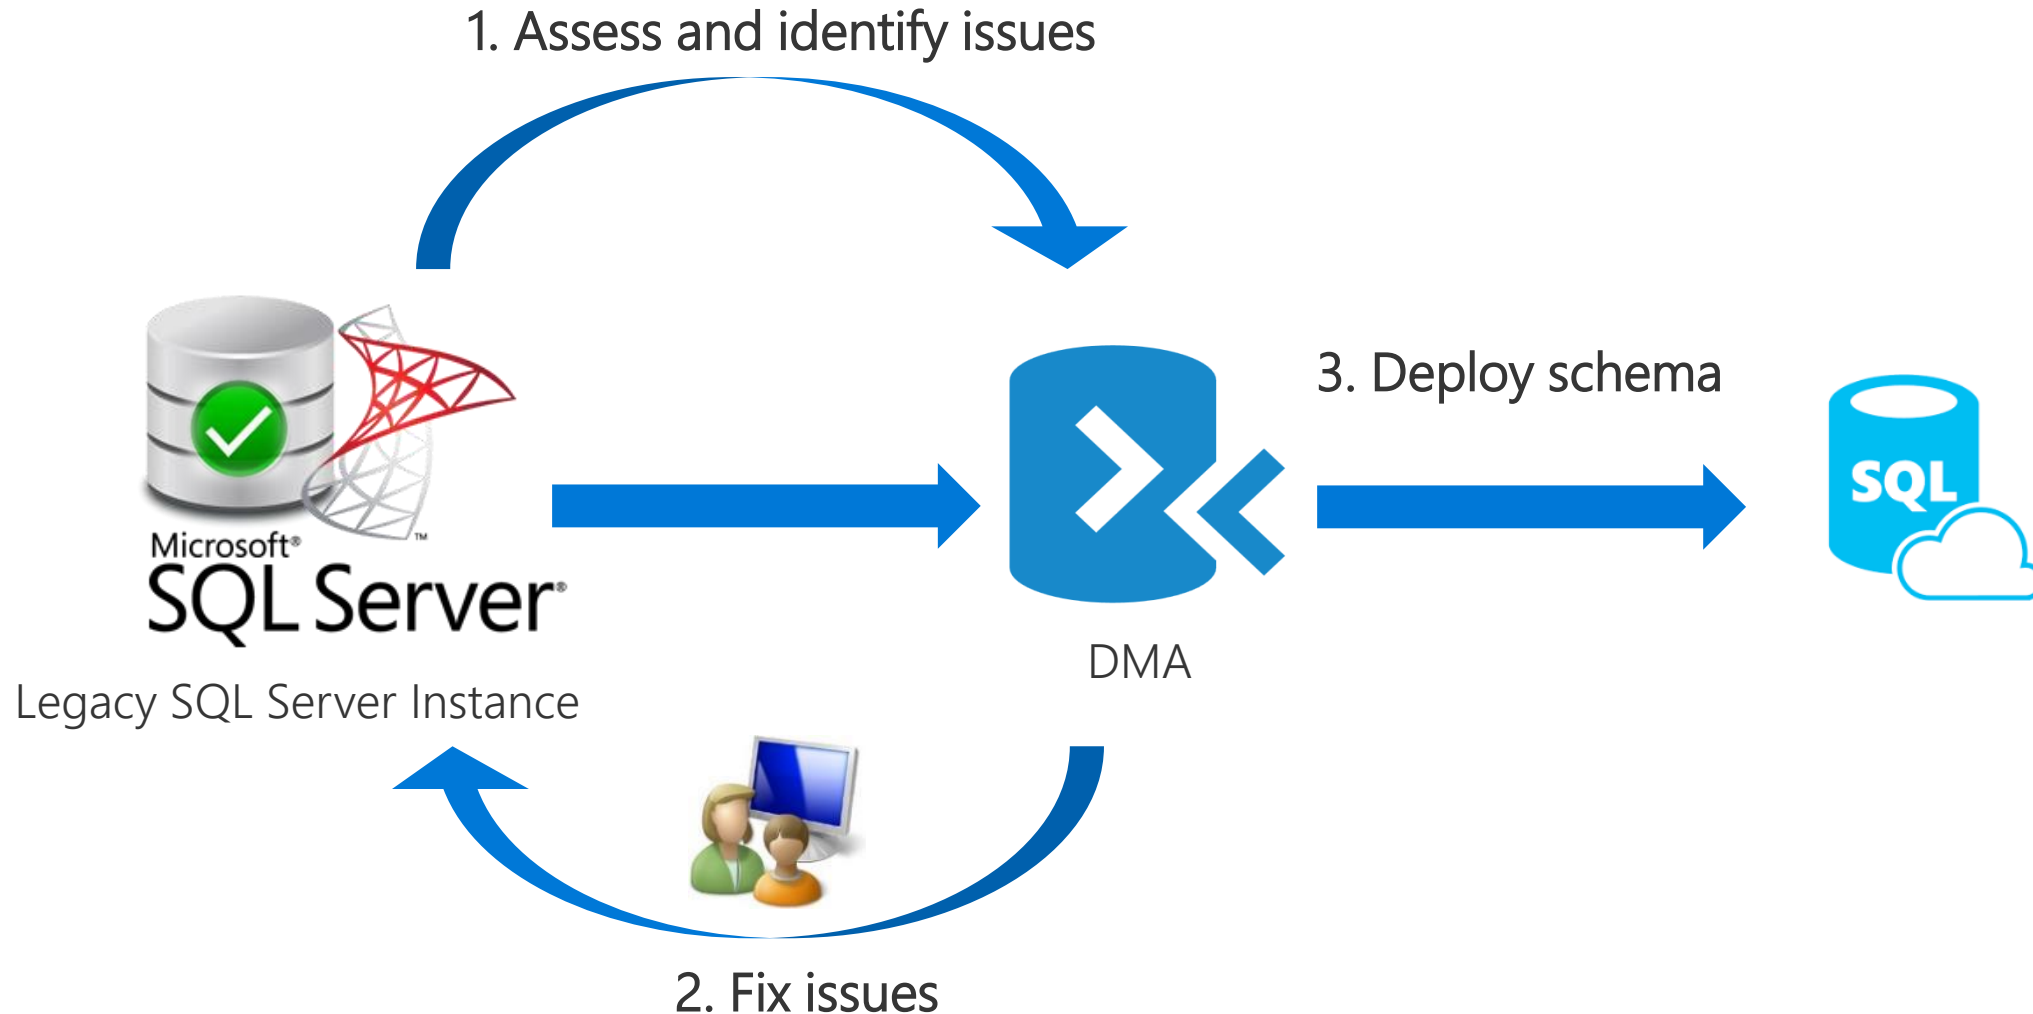 1. Assess and identify issues
3. Deploy schema
SQL
Microsoft®
SQL Server®
™
DMA
Legacy SQL Server Instance
2. Fix issues